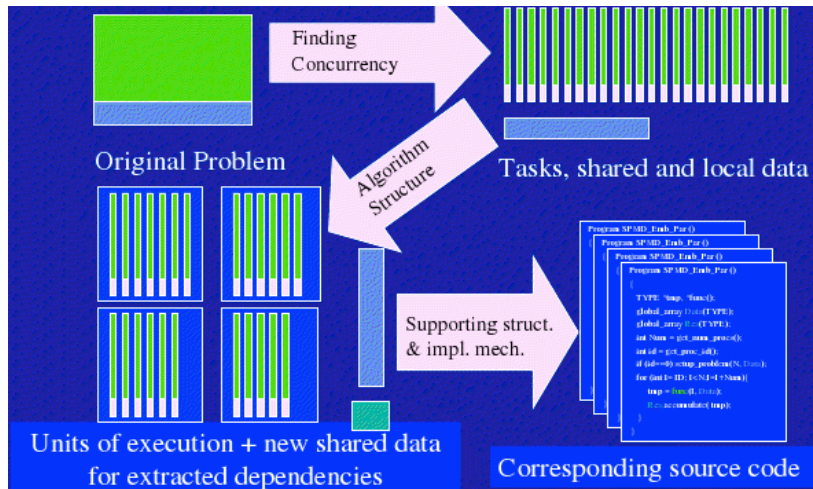 Finding
Concurrency
Original Problem
Algorithm
Structure
Tasks, shared and local data
Supporting struct.
& impl. mech.
Units of execution + new shared data
for extracted dependencies
Program SPMD_Emb_Par ()
{
Program SPMD_Emb_Par ()
{
Program SPMD_Emb_Par ()
{
Program SPMD_Emb_Par ()
{
TYPE *tmp, *func();
global_array Data(TYPE);
global_array Res(TYPE);
int Num = get_num_procs();
int id = get_proc_id();
if (id==0) setup_problem(N, Data);
for (int I= ID; I<N;I=I+Num){
tmp = func(I, Data);
Res.accumulate( tmp);
}
}
Corresponding source code